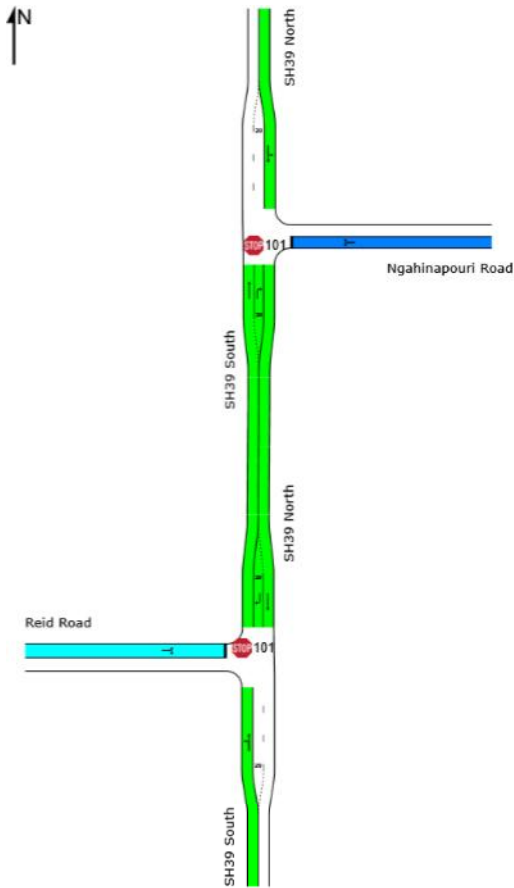 N
SH39 North
STOP 101
Ngahinapouri Road
SH39 South
SH39 North
Reid Road
STOP 101
SH39 South